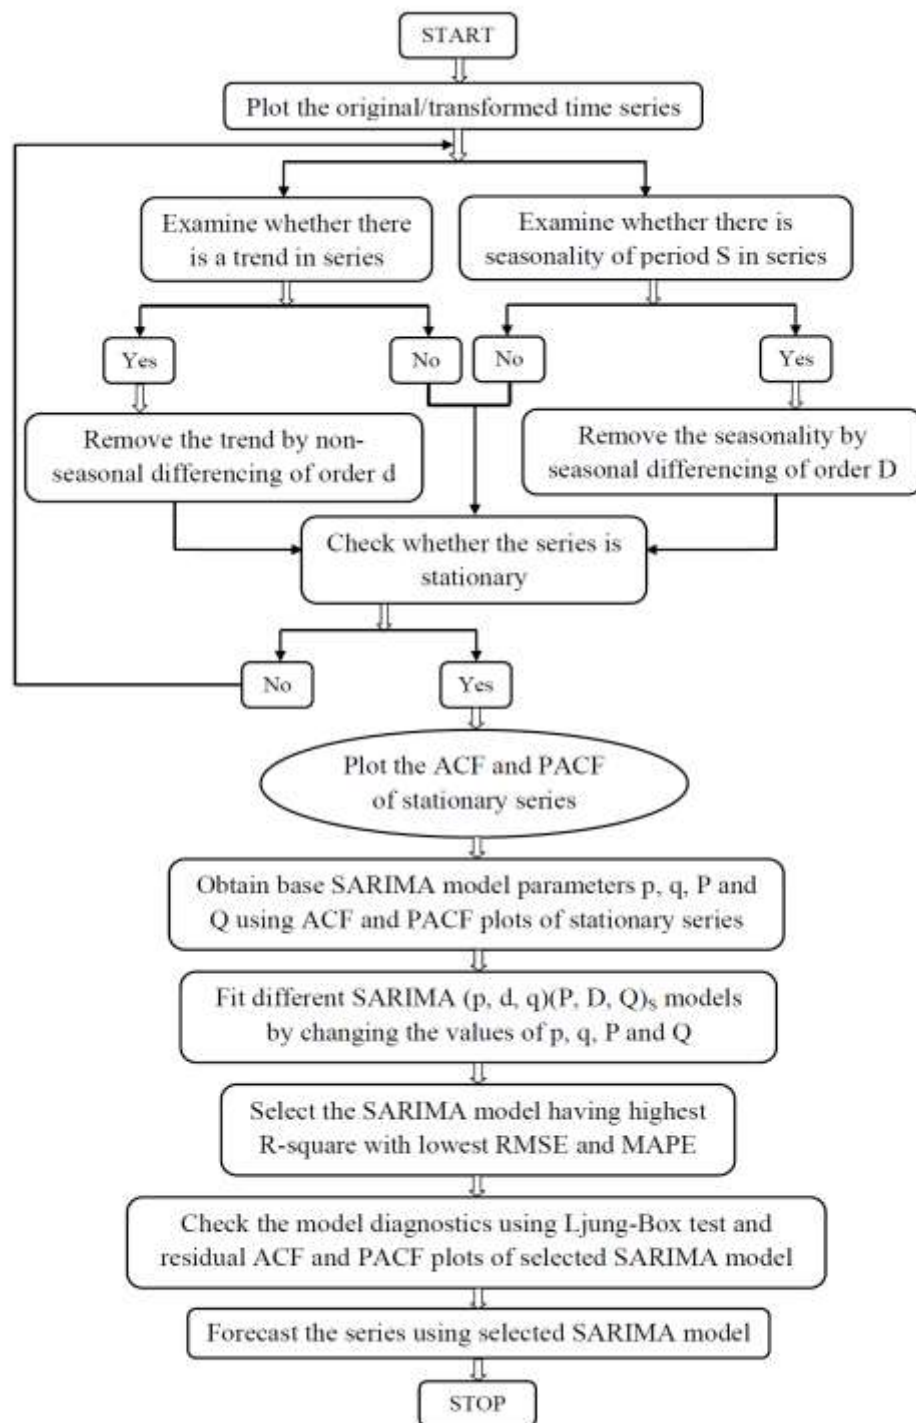 START
Plot the original/transformed time series
Examine whether there
is a trend in series
Examine whether there is
seasonality of period S in series
Yes
No
No
Yes
Remove the trend by non-
seasonal differencing of order d
Remove the seasonality by
seasonal differencing of order D
Check whether the series is
stationary
No
Yes
Plot the ACF and PACF
of stationary series
Obtain base SARIMA model parameters p, q, P and
Q using ACF and PACF plots of stationary series
Fit different SARIMA (p, d, q)(P, D, Q)s models
by changing the values of p, q, P and Q
Select the SARIMA model having highest
R-square with lowest RMSE and MAPE
Check the model diagnostics using Ljung-Box test and
residual ACF and PACF plots of selected SARIMA model
Forecast the series using selected SARIMA model
STOP